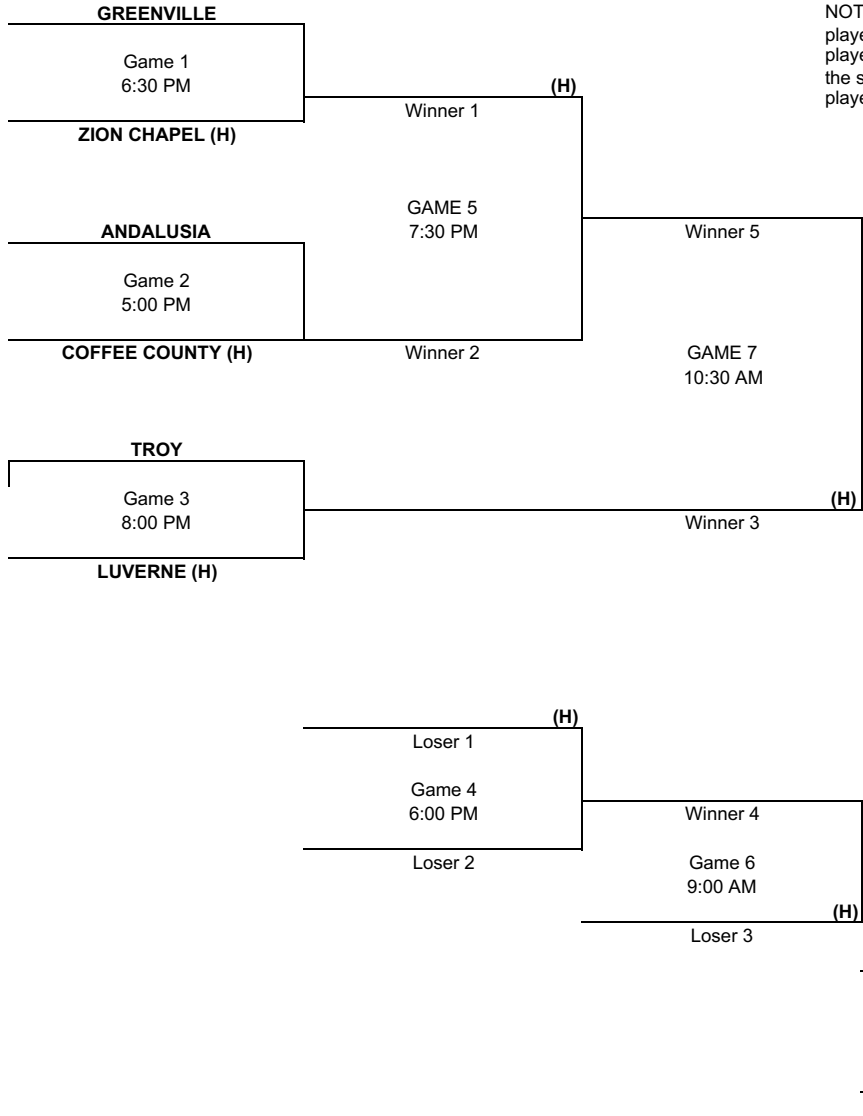 GREENVILLE
Game 1
6:30 PM
ZION CHAPEL (H)
(H)
Winner 1
ANDALUSIA
Game 2
5:00 PM
COFFEE COUNTY (H)
GAME 5
7:30 PM
Winner 2
Winner 5
GAME 7
10:30 AM
TROY
Game 3
8:00 PM
LUVERNE (H)
(H)
Winner 3
(H)
Loser 1
Game 4
6:00 PM
Loser 2
Winner 4
Game 6
9:00 AM
(H)
Loser 3
the s